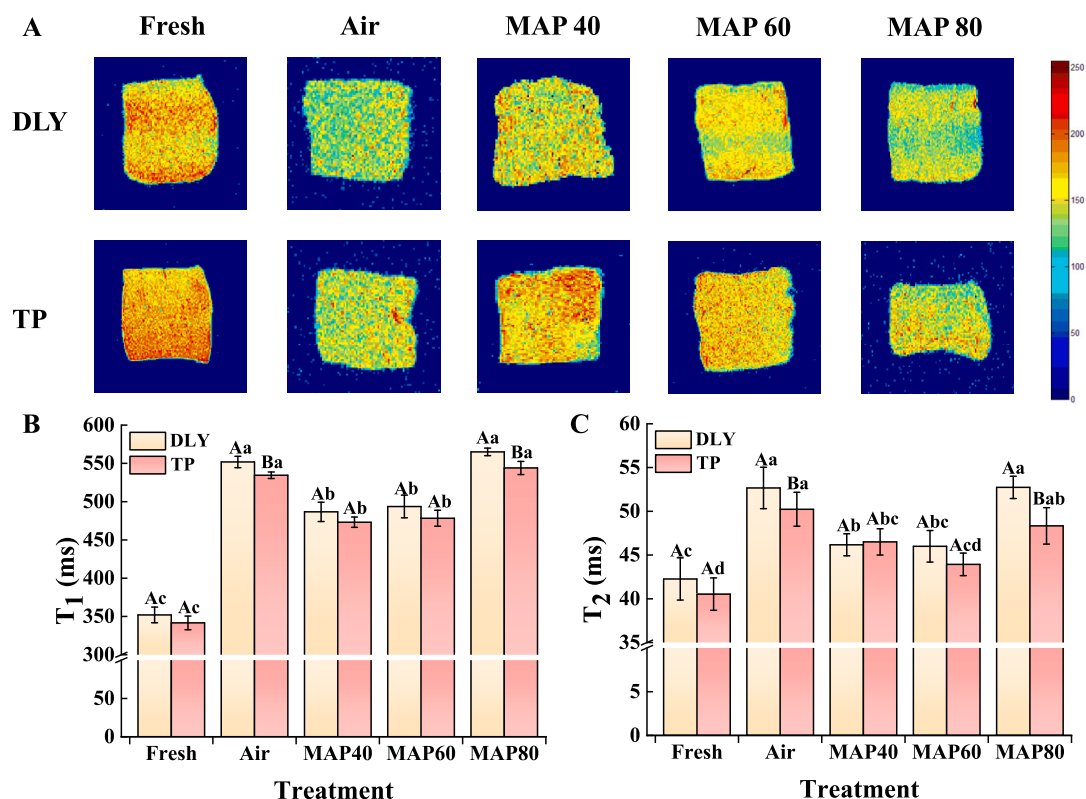 A Fresh Air MAP 40 MAP 60 MAP 80
DLY
TP
250
200
150
100
50
0
B
T1 (ms)
600
550
500
450
400
350
300
50
0
DLY
TP
Ac Ac Aa Ba Ab Ab Ab Ab Aa Ba
Fresh Air MAP40 MAP60 MAP80
Treatment
C
T2 (ms)
60
55
50
45
40
35
5
0
DLY
TP
Ac Ad Aa Ba Ab Abc Abc Acd Aa Bab
Fresh Air MAP40 MAP60 MAP80
Treatment